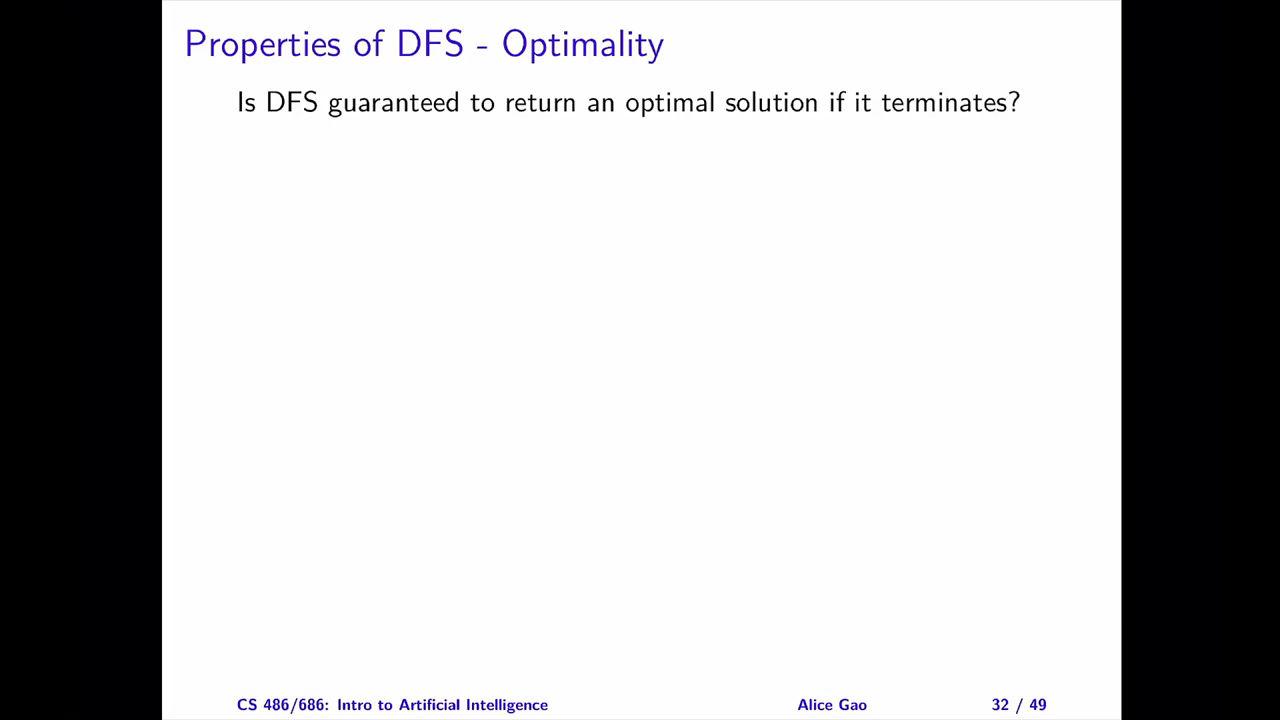 Properties of DFS - Optimality
Is DFS guaranteed to return an optimal solution if it terminates?
CS 486/686: Intro to Artificial Intelligence Alice Gao 32 / 49